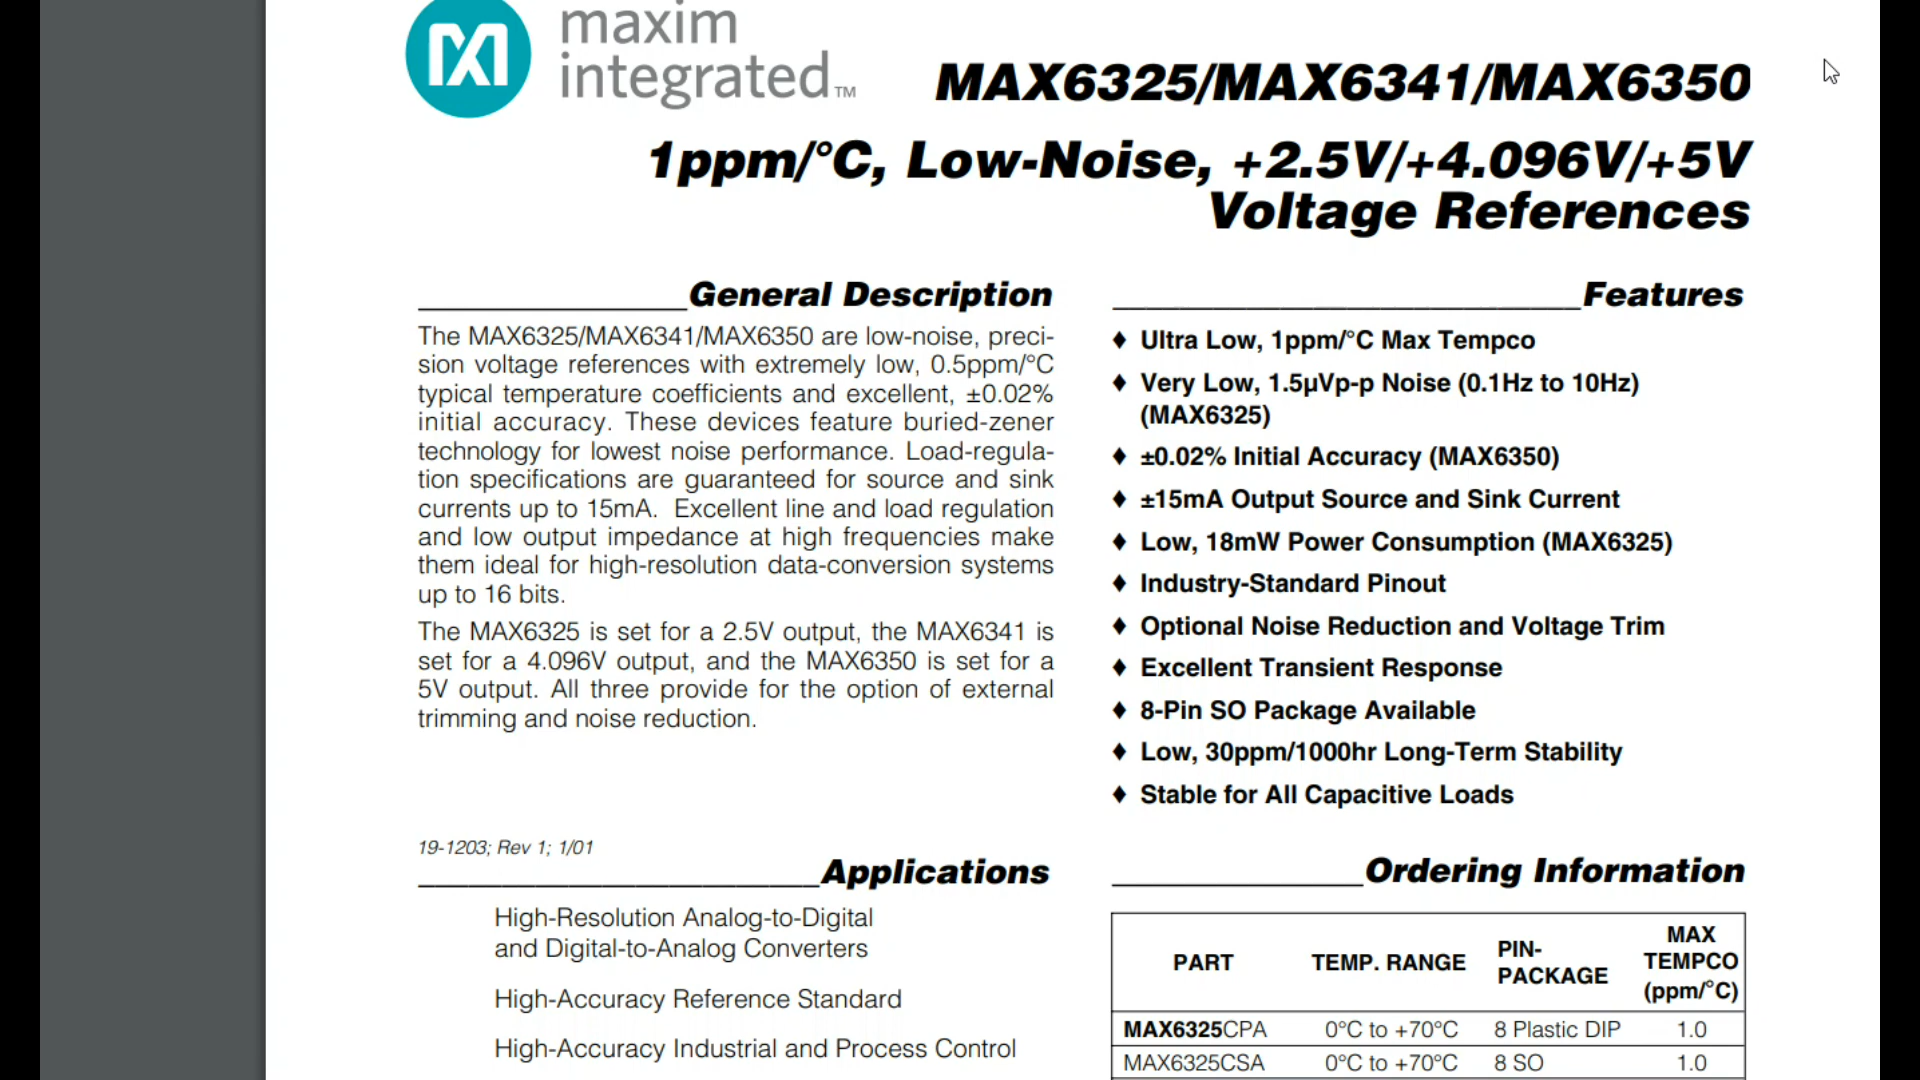 maxim
integrated™
MAX6325/MAX6341/MAX6350
1ppm/°C, Low-Noise, +2.5V/+4.096V/+5V
Voltage References
General Description
The MAX6325/MAX6341/MAX6350 are low-noise, preci-
sion voltage references with extremely low, 0.5ppm/°C
typical temperature coefficients and excellent, ±0.02%
initial accuracy. These devices feature buried-zener
technology for lowest noise performance. Load-regula-
tion specifications are guaranteed for source and sink
currents up to 15mA. Excellent line and load regulation
and low output impedance at high frequencies make
them ideal for high-resolution data-conversion systems
up to 16 bits.
The MAX6325 is set for a 2.5V output, the MAX6341 is
set for a 4.096V output, and the MAX6350 is set for a
5V output. All three provide for the option of external
trimming and noise reduction.
19-1203; Rev 1; 1/01
Applications
High-Resolution Analog-to-Digital
and Digital-to-Analog Converters
High-Accuracy Reference Standard
High-Accuracy Industrial and Process Control
Features
♦ Ultra Low, 1ppm/°C Max Tempco
♦ Very Low, 1.5µVp-p Noise (0.1Hz to 10Hz)
(MAX6325)
♦ ±0.02% Initial Accuracy (MAX6350)
♦ ±15mA Output Source and Sink Current
♦ Low, 18mW Power Consumption (MAX6325)
♦ Industry-Standard Pinout
♦ Optional Noise Reduction and Voltage Trim
♦ Excellent Transient Response
♦ 8-Pin SO Package Available
♦ Low, 30ppm/1000hr Long-Term Stability
♦ Stable for All Capacitive Loads
Ordering Information
PART TEMP. RANGE PIN-PACKAGE MAX TEMPCO (ppm/°C)
MAX6325CPA 0°C to +70°C 8 Plastic DIP 1.0
MAX6325CSA 0°C to +70°C 8 SO 1.0